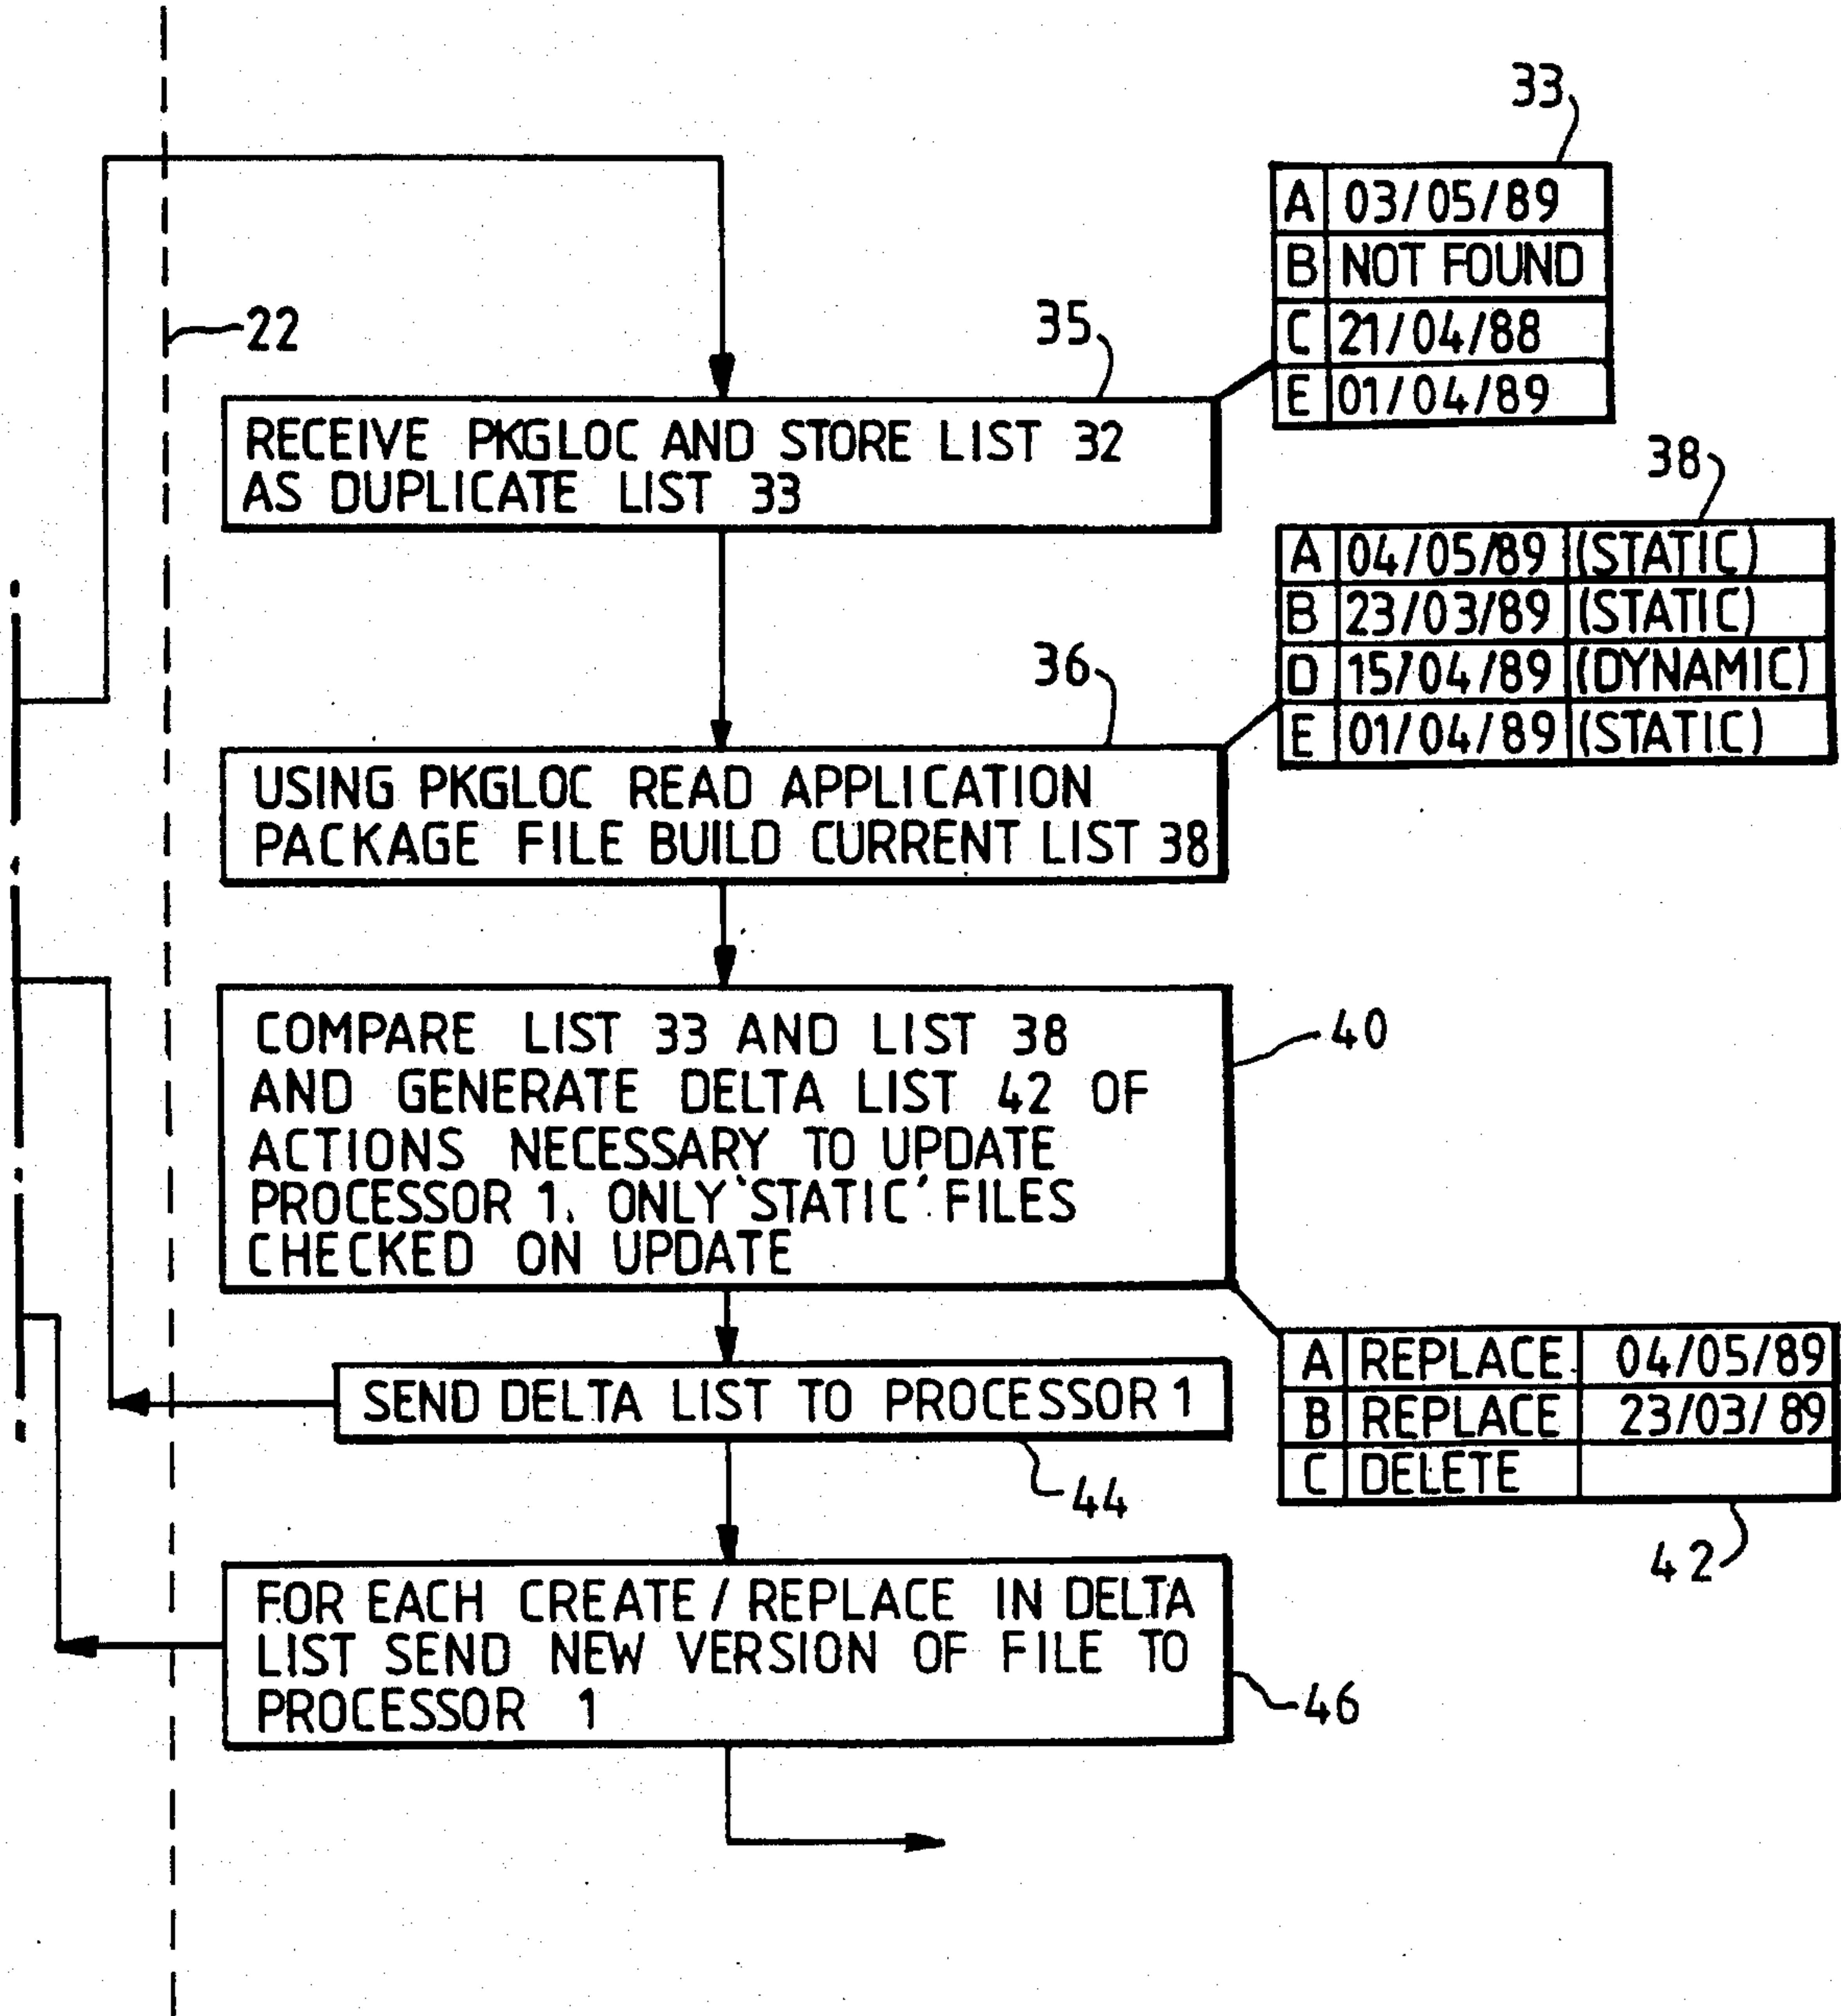 33
A 03/05/89
B NOT FOUND
C 21/04/88
E 01/04/89
22
35
RECEIVE PKGLOC AND STORE LIST 32
AS DUPLICATE LIST 33
38
A 04/05/89 (STATIC)
B 23/03/89 (STATIC)
D 15/04/89 (DYNAMIC)
E 01/04/89 (STATIC)
36
USING PKGLOC READ APPLICATION
PACKAGE FILE BUILD CURRENT LIST 38
COMPARE LIST 33 AND LIST 38
AND GENERATE DELTA LIST 42 OF
ACTIONS NECESSARY TO UPDATE
PROCESSOR 1. ONLY 'STATIC' FILES
CHECKED ON UPDATE
40
A REPLACE 04/05/89
B REPLACE 23/03/89
C DELETE
42
SEND DELTA LIST TO PROCESSOR 1
44
FOR EACH CREATE / REPLACE IN DELTA
LIST SEND NEW VERSION OF FILE TO
PROCESSOR 1
46